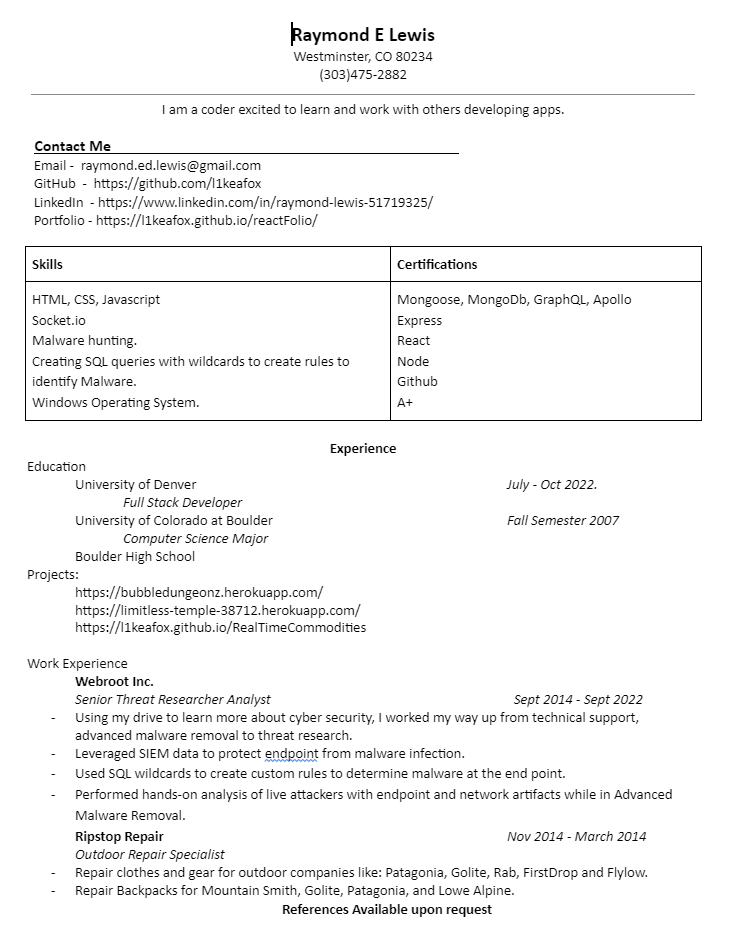 Raymond E Lewis
Westminster, CO 80234
(303)475-2882
I am a coder excited to learn and work with others developing apps.
Contact Me
Email - raymond.ed.lewis@gmail.com
GitHub - https://github.com/l1keafox
LinkedIn - https://www.linkedin.com/in/raymond-lewis-51719325/
Portfolio - https://l1keafox.github.io/reactFolio/
Skills
HTML, CSS, Javascript
Socket.io
Malware hunting.
Creating SQL queries with wildcards to create rules to
identify Malware.
Windows Operating System.
Certifications
Mongoose, MongoDb, GraphQL, Apollo
Express
React
Node
Github
A+
Experience
Education
University of Denver July - Oct 2022.
Full Stack Developer
University of Colorado at Boulder Fall Semester 2007
Computer Science Major
Boulder High School
Projects:
https://bubbledungeonz.herokuapp.com/
https://limitless-temple-38712.herokuapp.com/
https://l1keafox.github.io/RealTimeCommodities
Work Experience
Webroot Inc.
Senior Threat Researcher Analyst Sept 2014 - Sept 2022
- Using my drive to learn more about cyber security, I worked my way up from technical support,
advanced malware removal to threat research.
- Leveraged SIEM data to protect endpoint from malware infection.
- Used SQL wildcards to create custom rules to determine malware at the end point.
- Performed hands-on analysis of live attackers with endpoint and network artifacts while in Advanced
Malware Removal.
Ripstop Repair Nov 2014 - March 2014
Outdoor Repair Specialist
- Repair clothes and gear for outdoor companies like: Patagonia, Golite, Rab, FirstDrop and Flylow.
- Repair Backpacks for Mountain Smith, Golite, Patagonia, and Lowe Alpine.
References Available upon request